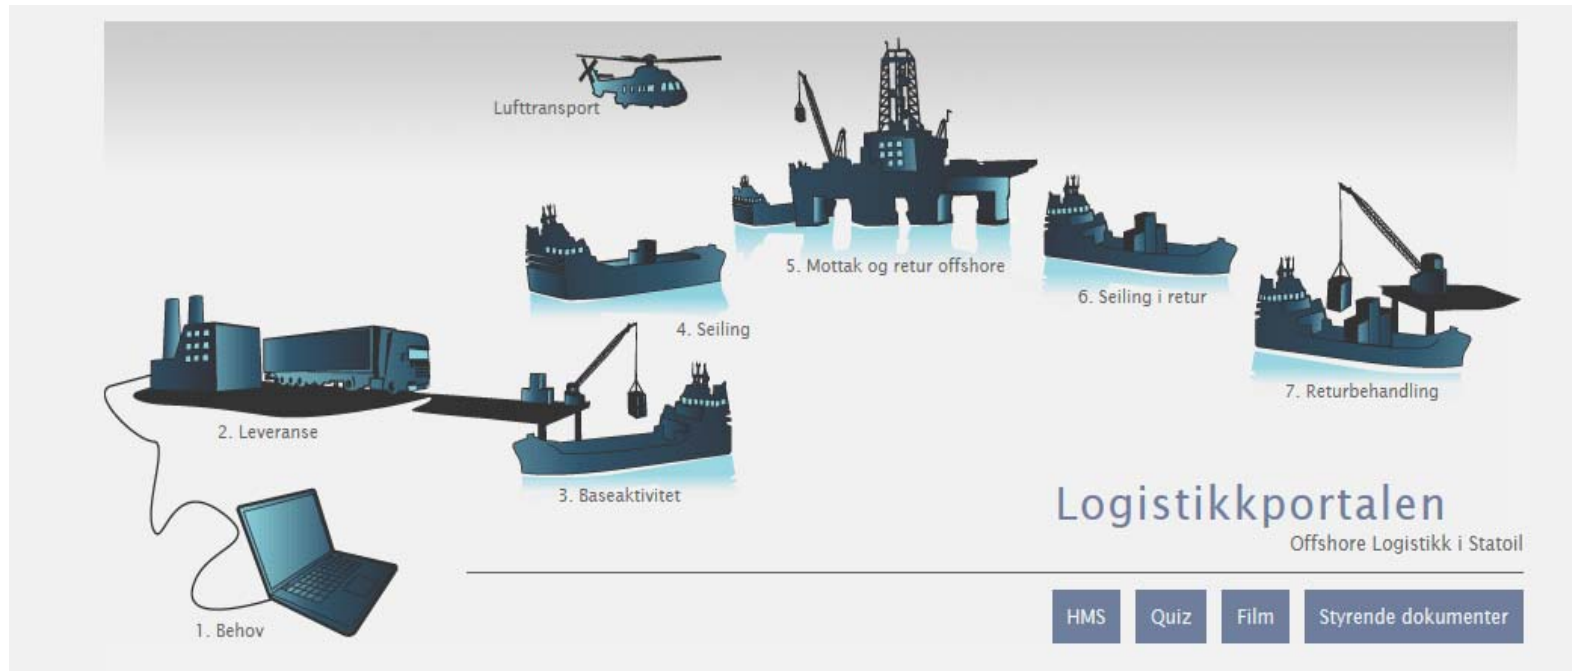 Lufttransport
5. Mottak og retur offshore
6. Seiling i retur
4. Seiling
7. Returbehandling
2. Leveranse
3. Baseaktivitet
Logistikkportalen
Offshore Logistikk i Statoil
1. Behov
HMS
Quiz
Film
Styrende dokumenter